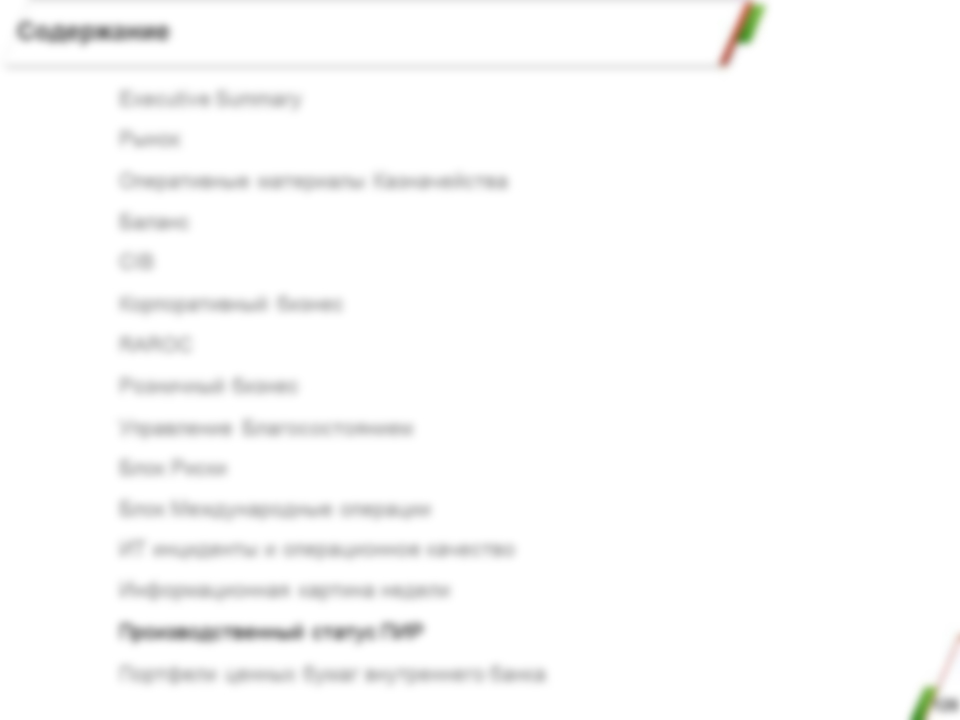 Содержание
Executive Summary
Рынок
Оперативные материалы Казначейства
Баланс
CIB
Корпоративный бизнес
RAROC
Розничный бизнес
Управление Благосостоянием
Блок Риски
Блок Международные операции
ИТ инциденты и операционное качество
Информационная картина недели
Производственный статус ПИР
Портфели ценных бумаг внутреннего банка